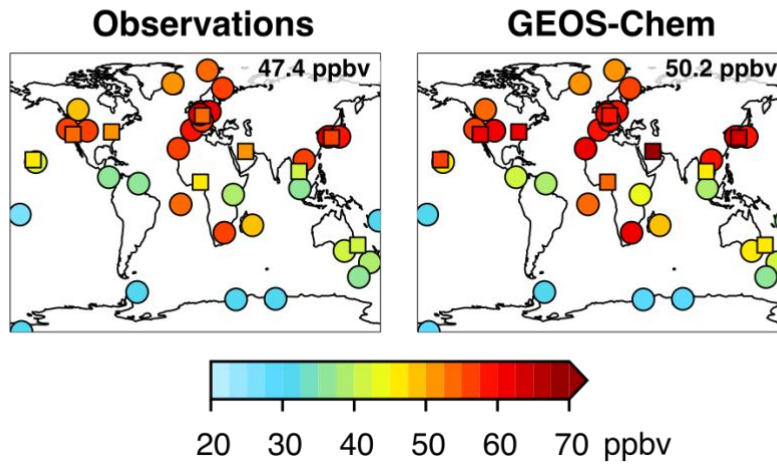 Observations
GEOS-Chem
47.4 ppbv
50.2 ppbv
20 30 40 50 60 70 ppbv